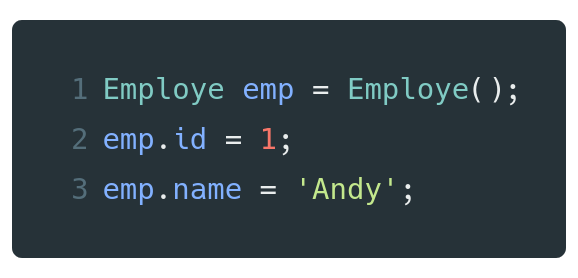 1 Employe emp = Employe();
2 emp.id = 1;
3 emp.name = 'Andy';